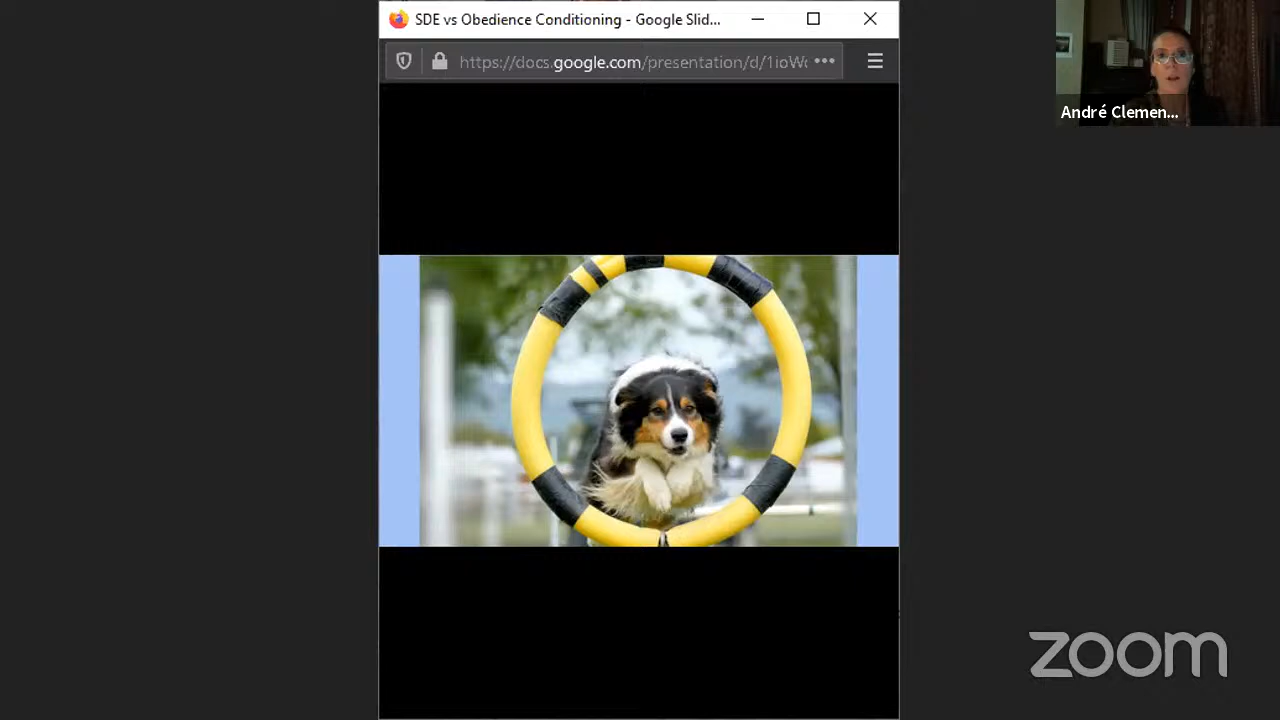 SDE vs Obedience Conditioning - Google Slid...
https://docs.google.com/presentation/d/1ioW
André Clemen...
zoom